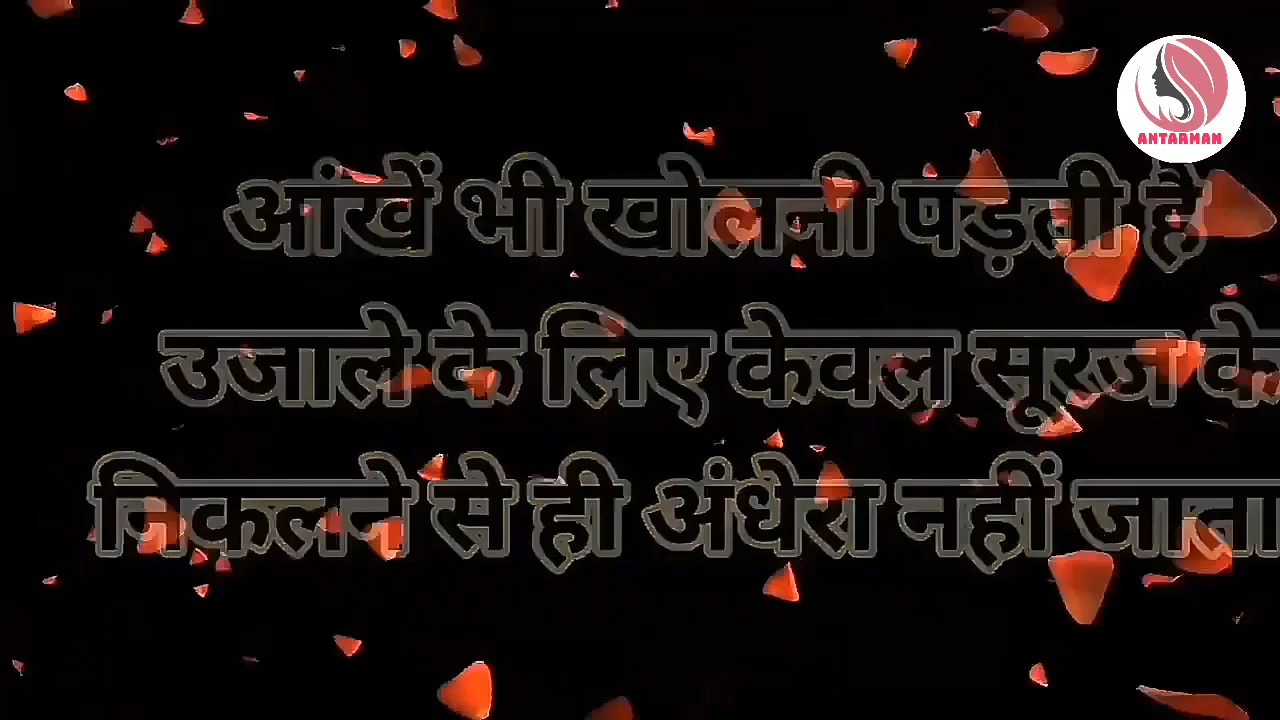 ANTARMAN
आंखें भी खोलनी पड़ती है
उजाले के लिए केवल सूरज के
निकलने से ही अंधेरा नहीं जाता